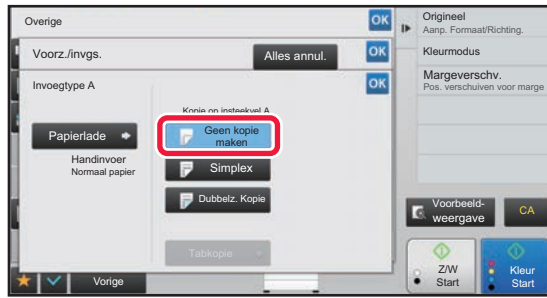 Overige
OK
Voorz./invgs.
Alles annul.
OK
Invoegtype A
OK
Kopie op insteekvel A
Papierlade
Handinvoer
Normaal papier
Geen kopie
maken
Simplex
Dubbelz. Kopie
Tabkopie
Vorige
Origineel
Aanp. Formaat/Richting.
Kleurmodus
Margeverschv.
Pos. verschuiven voor marge
Voorbeeld-
weergave
CA
Z/W
Start
Kleur
Start